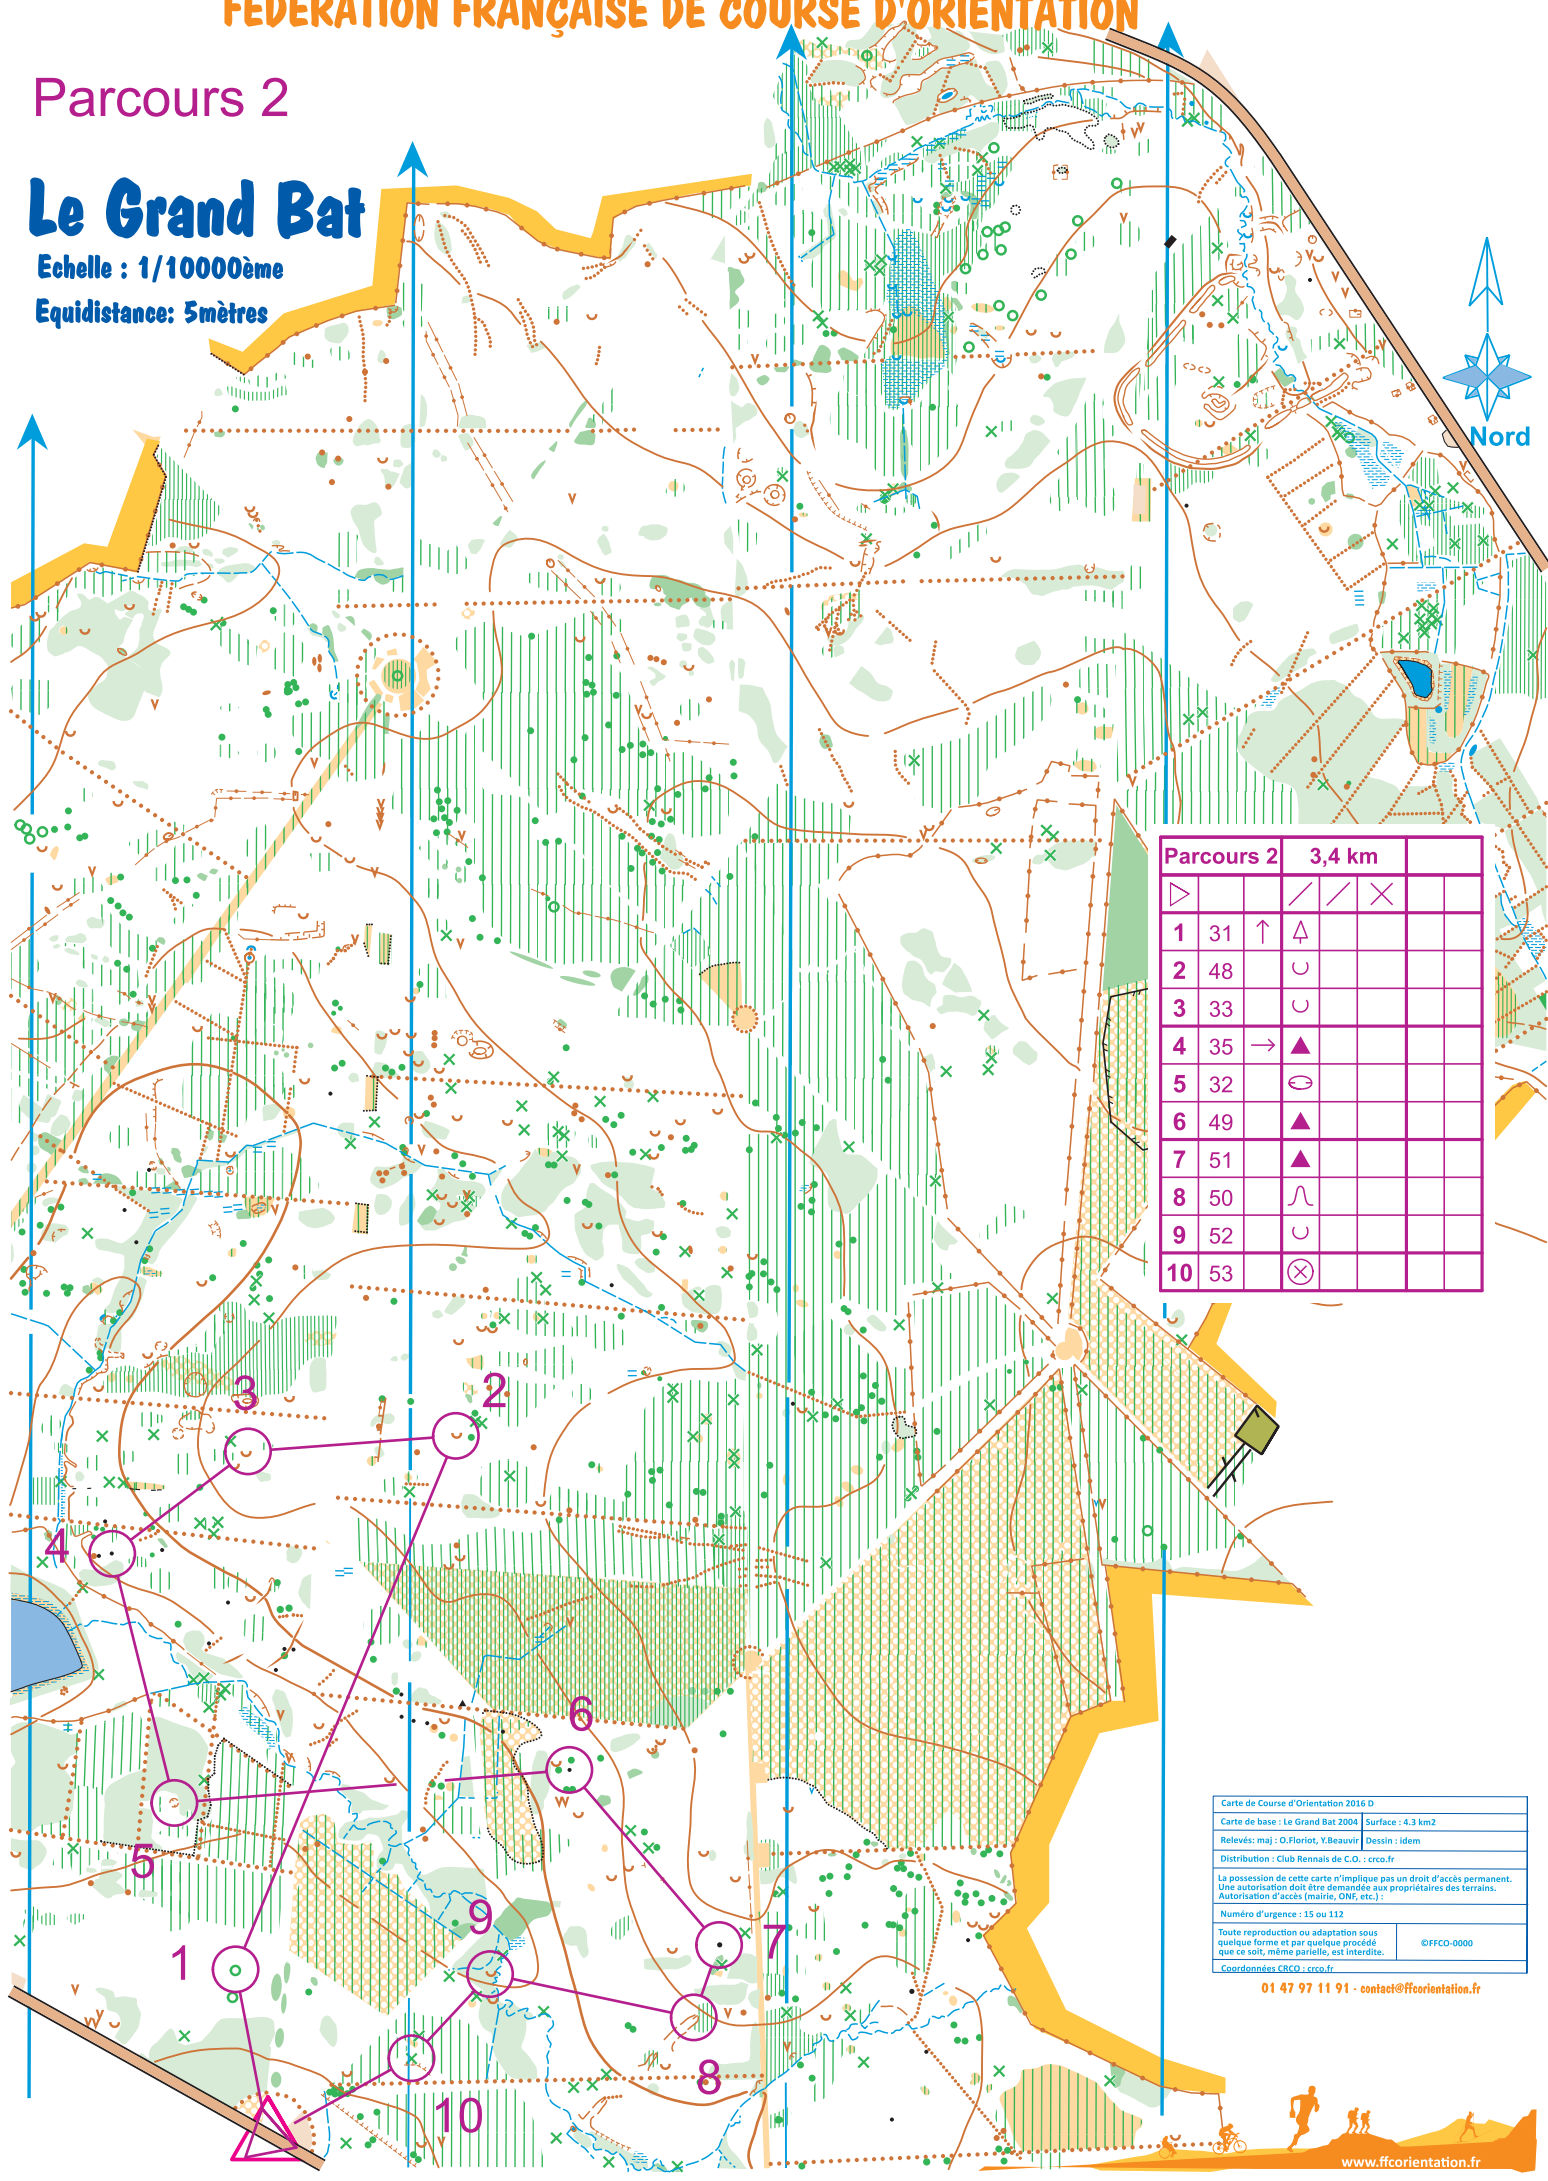 FÉDÉRATION FRANÇAISE DE COURSE D'ORIENTATION
Parcours 2
Le Grand Bat
Echelle : 1/10000ème
Equidistance: 5mètres
Nord
Parcours 2 3,4 km
1 31
2 48
3 33
4 35
5 32
6 49
7 51
8 50
9 52
10 53
3
2
4
6
5
9
7
1
8
10
Carte de Course d'Orientation 2016 D
Carte de base : Le Grand Bat 2004 Surface : 4.3 km2
Relevés: maj : O.Floriot, Y.Beauvir Dessin : idem
Distribution : Club Rennais de C.O. : crco.fr
La possession de cette carte n'implique pas un droit d'accès permanent.
Une autorisation doit être demandée aux propriétaires des terrains.
Autorisation d'accès (mairie, ONF, etc.) :
Numéro d'urgence : 15 ou 112
Toute reproduction ou adaptation sous
quelque forme et par quelque procédé
que ce soit, même parielle, est interdite.
©FFCO-0000
Coordonnées CRCO : crco.fr
01 47 97 11 91 - contact@ffcorientation.fr
www.ffcorientation.fr